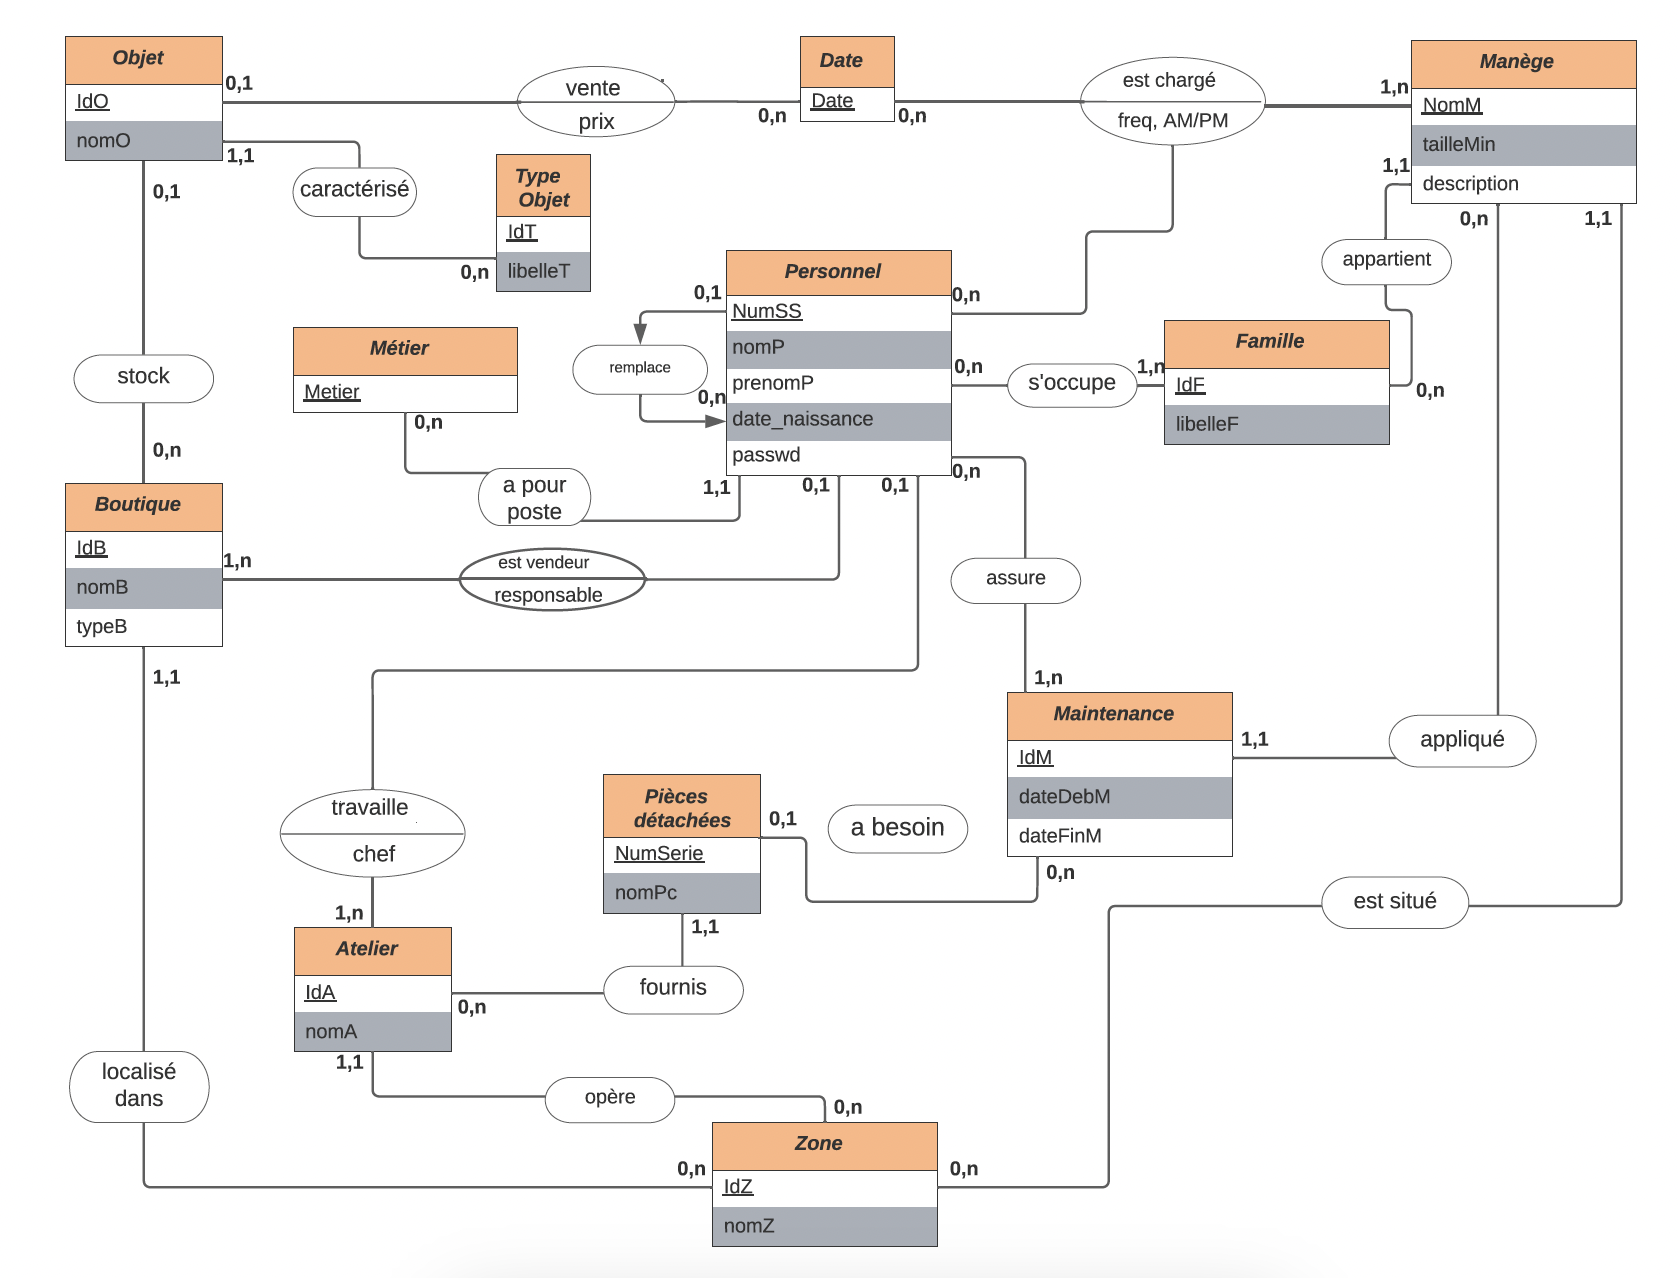 Objet
IdO
nomO
0,1
1,1
0,1
vente
prix
0,n
Date
Date
0,n
est chargé
freq, AM/PM
1,n
Manège
NomM
tailleMin
description
1,1
0,n
1,1
caractérisé
Type
Objet
IdT
libelleT
0,n
appartient
Personnel
NumSS
nomP
prenomP
date_naissance
passwd
0,1
0,n
remplace
0,n
0,n
s'occupe
1,n
Famille
IdF
libelleF
0,n
Métier
Metier
0,n
stock
0,n
a pour
poste
1,1
0,1
0,1
0,n
Boutique
IdB
nomB
typeB
1,n
1,1
est vendeur
responsable
assure
1,n
Maintenance
IdM
dateDebM
dateFinM
1,1
0,n
appliqué
travaille
chef
1,n
Pièces
détachées
NumSerie
nomPc
0,1
1,1
a besoin
est situé
Atelier
IdA
nomA
0,n
1,1
fournis
localisé
dans
opère
0,n
Zone
IdZ
nomZ
0,n
0,n